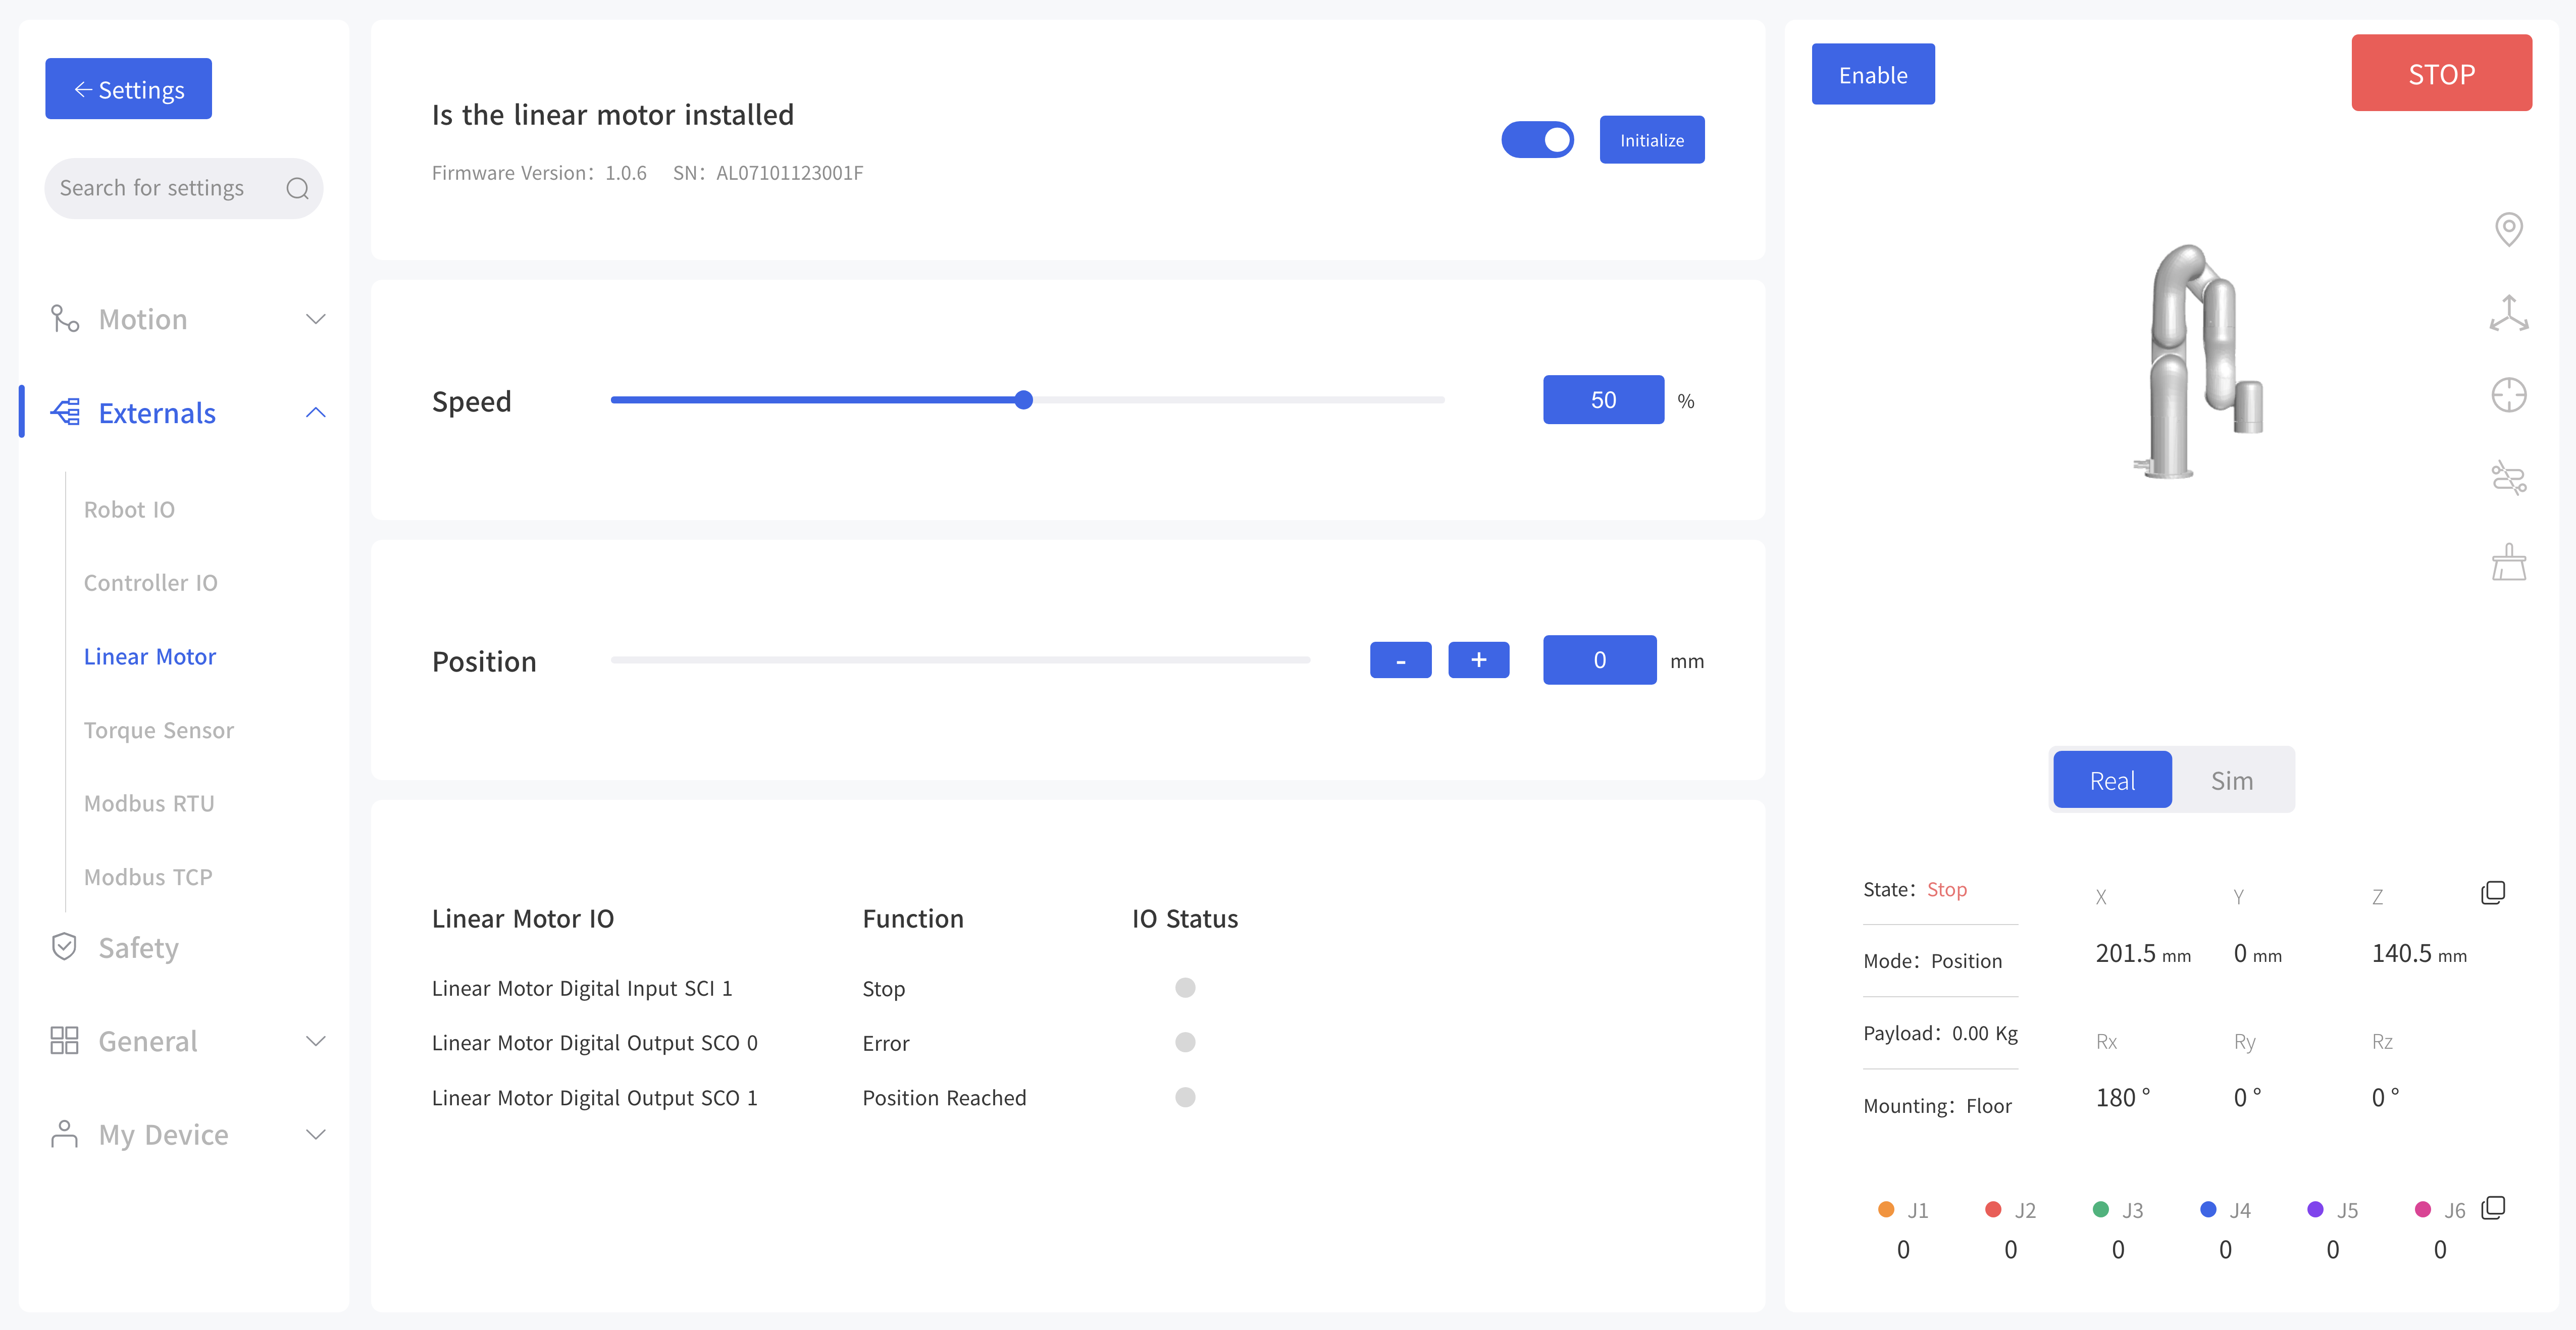 ← Settings
Search for settings
Motion
Externals
Robot IO
Controller IO
Linear Motor
Torque Sensor
Modbus RTU
Modbus TCP
Safety
General
My Device
Is the linear motor installed
Firmware Version： 1.0.6 SN： AL07101123001F
Initialize
Speed
50 %
Position
- + 0 mm
Linear Motor IO Function IO Status
Linear Motor Digital Input SCI 1 Stop
Linear Motor Digital Output SCO 0 Error
Linear Motor Digital Output SCO 1 Position Reached
Enable
STOP
Real Sim
State： Stop
Mode： Position
Payload： 0.00 Kg
Mounting： Floor
X Y Z
201.5 mm 0 mm 140.5 mm
Rx Ry Rz
180 ° 0 ° 0 °
J1 J2 J3 J4 J5 J6
0 0 0 0 0 0